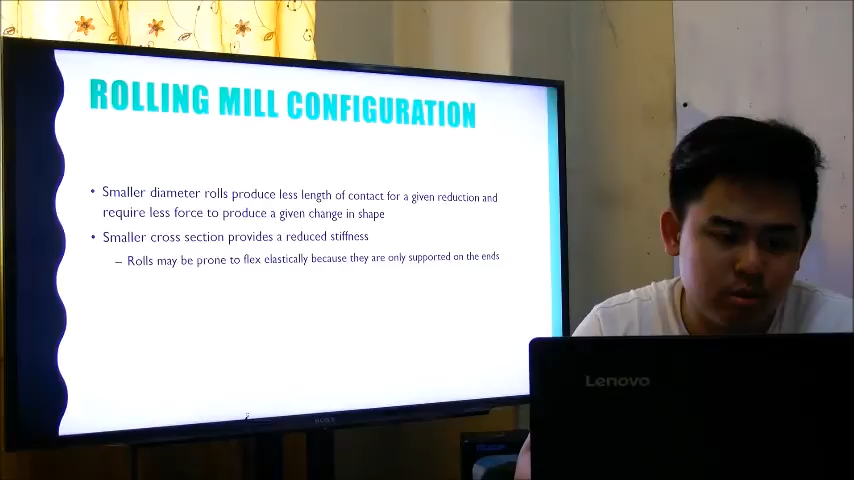 ROLLING MILL CONFIGURATION
• Smaller diameter rolls produce less length of contact for a given reduction and
require less force to produce a given change in shape
• Smaller cross section provides a reduced stiffness
– Rolls may be prone to flex elastically because they are only supported on the ends
SONY
Lenovo